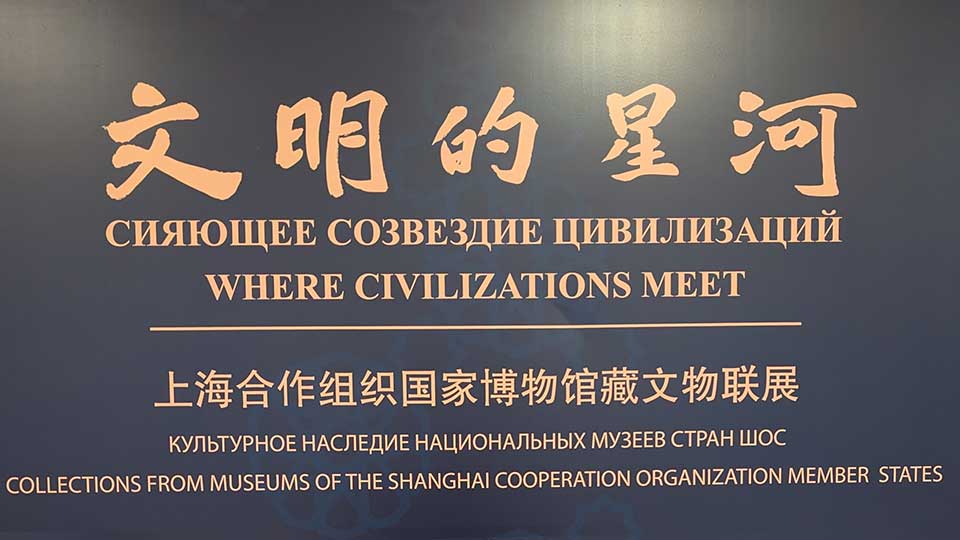 文明的星河
СИЯЮЩЕЕ СОЗВЕЗДИЕ ЦИВИЛИЗАЦИЙ
WHERE CIVILIZATIONS MEET
上海合作组织国家博物馆藏文物联展
КУЛЬТУРНОЕ НАСЛЕДИЕ НАЦИОНАЛЬНЫХ МУЗЕЕВ СТРАН ШОС
COLLECTIONS FROM MUSEUMS OF THE SHANGHAI COOPERATION ORGANIZATION MEMBER STATES